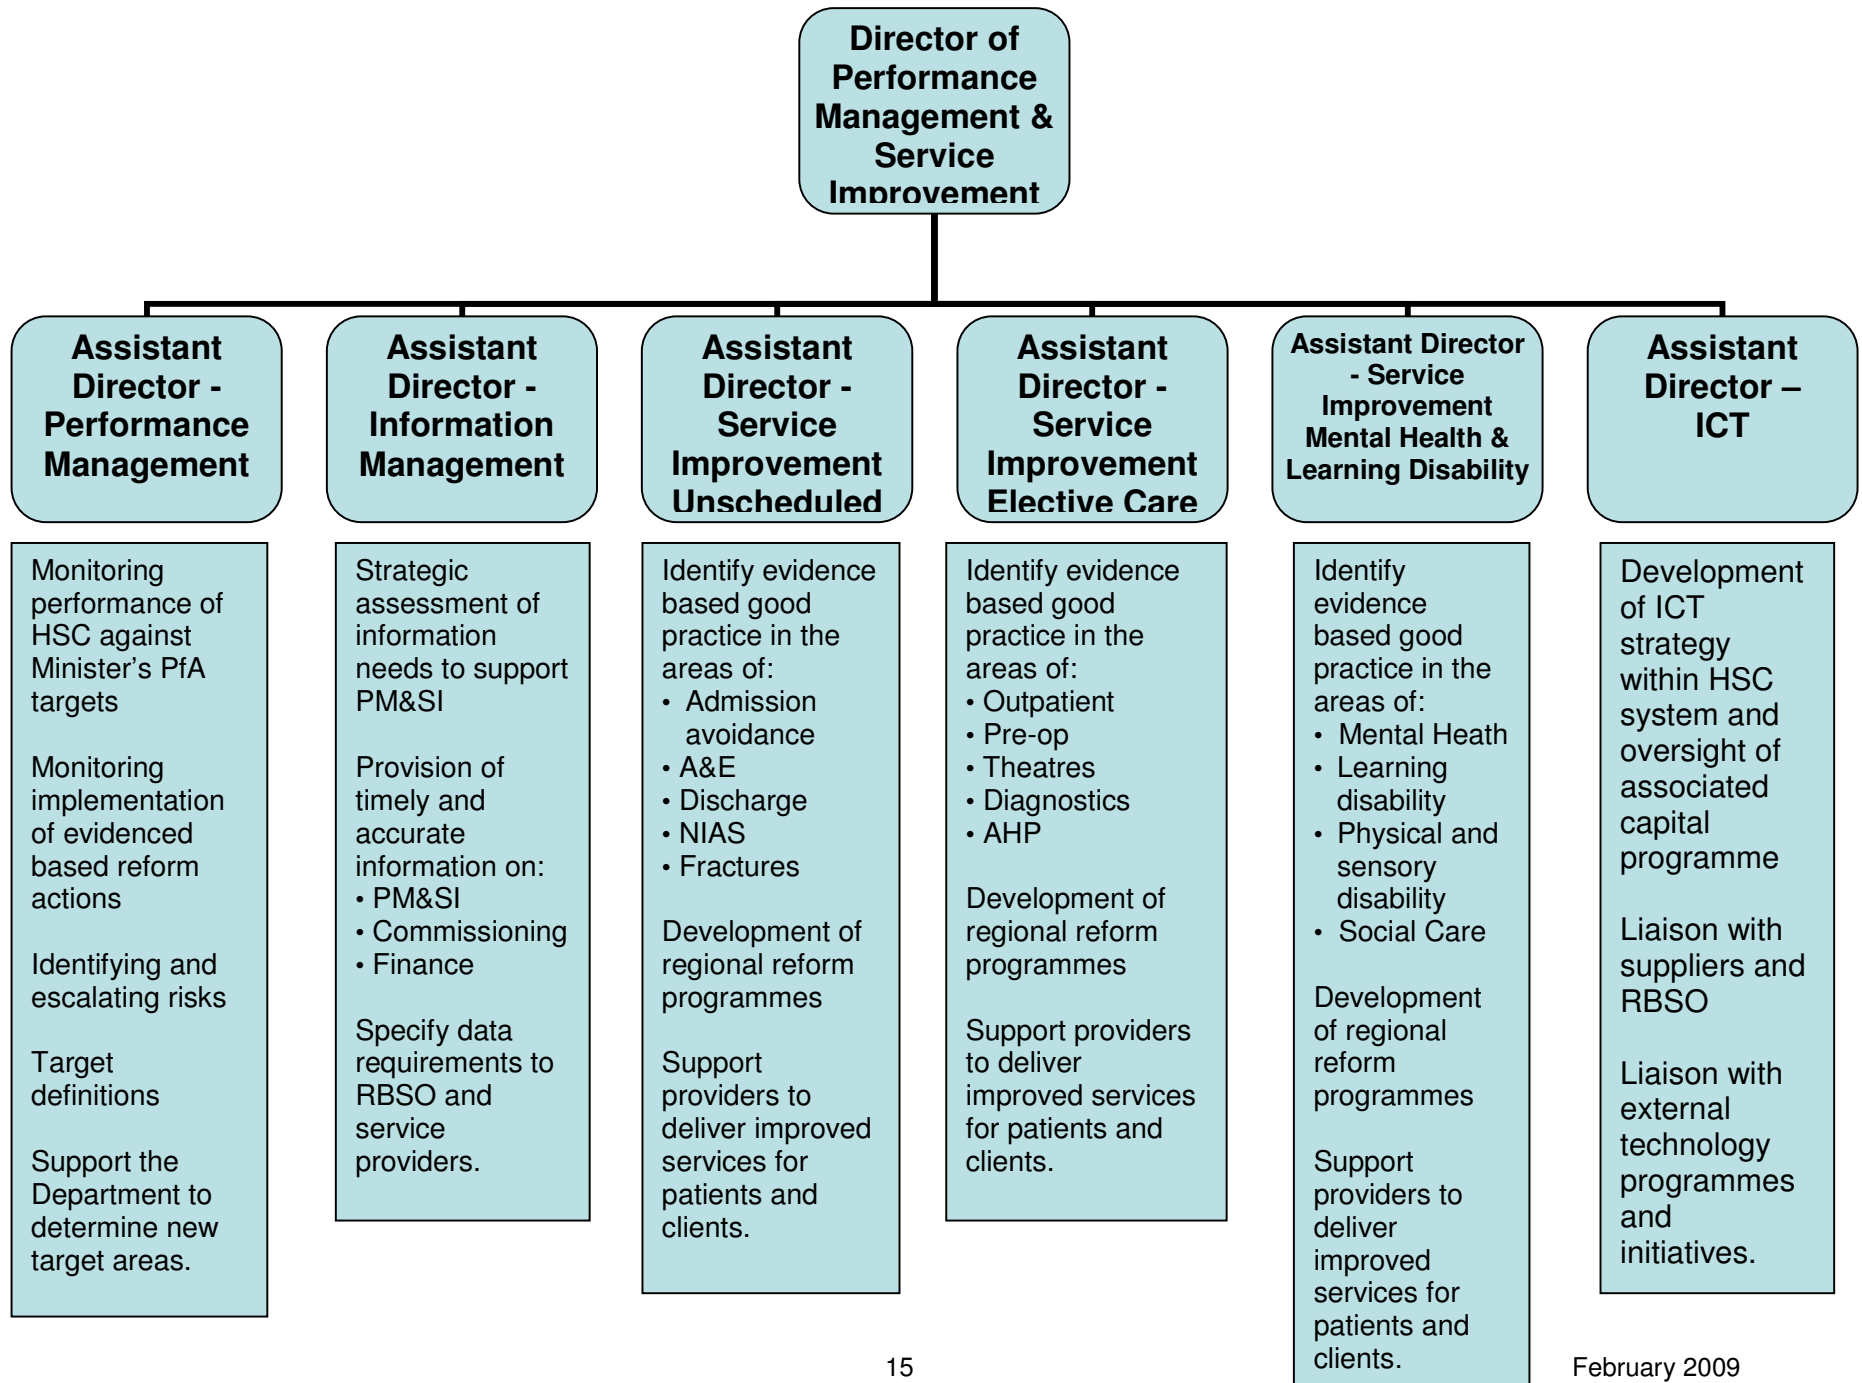 Director of
Performance
Management &
Service
Improvement
Assistant
Director -
Performance
Management
Assistant
Director -
Information
Management
Assistant
Director -
Service
Improvement
Unscheduled
Assistant
Director -
Service
Improvement
Elective Care
Assistant Director
- Service
Improvement
Mental Health &
Learning Disability
Assistant
Director –
ICT
Monitoring
performance of
HSC against
Minister’s PfA
targets
Monitoring
implementation
of evidenced
based reform
actions
Identifying and
escalating risks
Target
definitions
Support the
Department to
determine new
target areas.
Strategic
assessment of
information
needs to support
PM&SI
Provision of
timely and
accurate
information on:
• PM&SI
• Commissioning
• Finance
Specify data
requirements to
RBSO and
service
providers.
Identify evidence
based good
practice in the
areas of:
• Admission
avoidance
• A&E
• Discharge
• NIAS
• Fractures
Development of
regional reform
programmes
Support
providers to
deliver improved
services for
patients and
clients.
Identify evidence
based good
practice in the
areas of:
• Outpatient
• Pre-op
• Theatres
• Diagnostics
• AHP
Development of
regional reform
programmes
Support providers
to deliver
improved services
for patients and
clients.
Identify
evidence
based good
practice in the
areas of:
• Mental Heath
• Learning
disability
• Physical and
sensory
disability
• Social Care
Development
of regional
reform
programmes
Support
providers to
deliver
improved
services for
patients and
clients.
Development
of ICT
strategy
within HSC
system and
oversight of
associated
capital
programme
Liaison with
suppliers and
RBSO
Liaison with
external
technology
programmes
and
initiatives.
15
February 2009